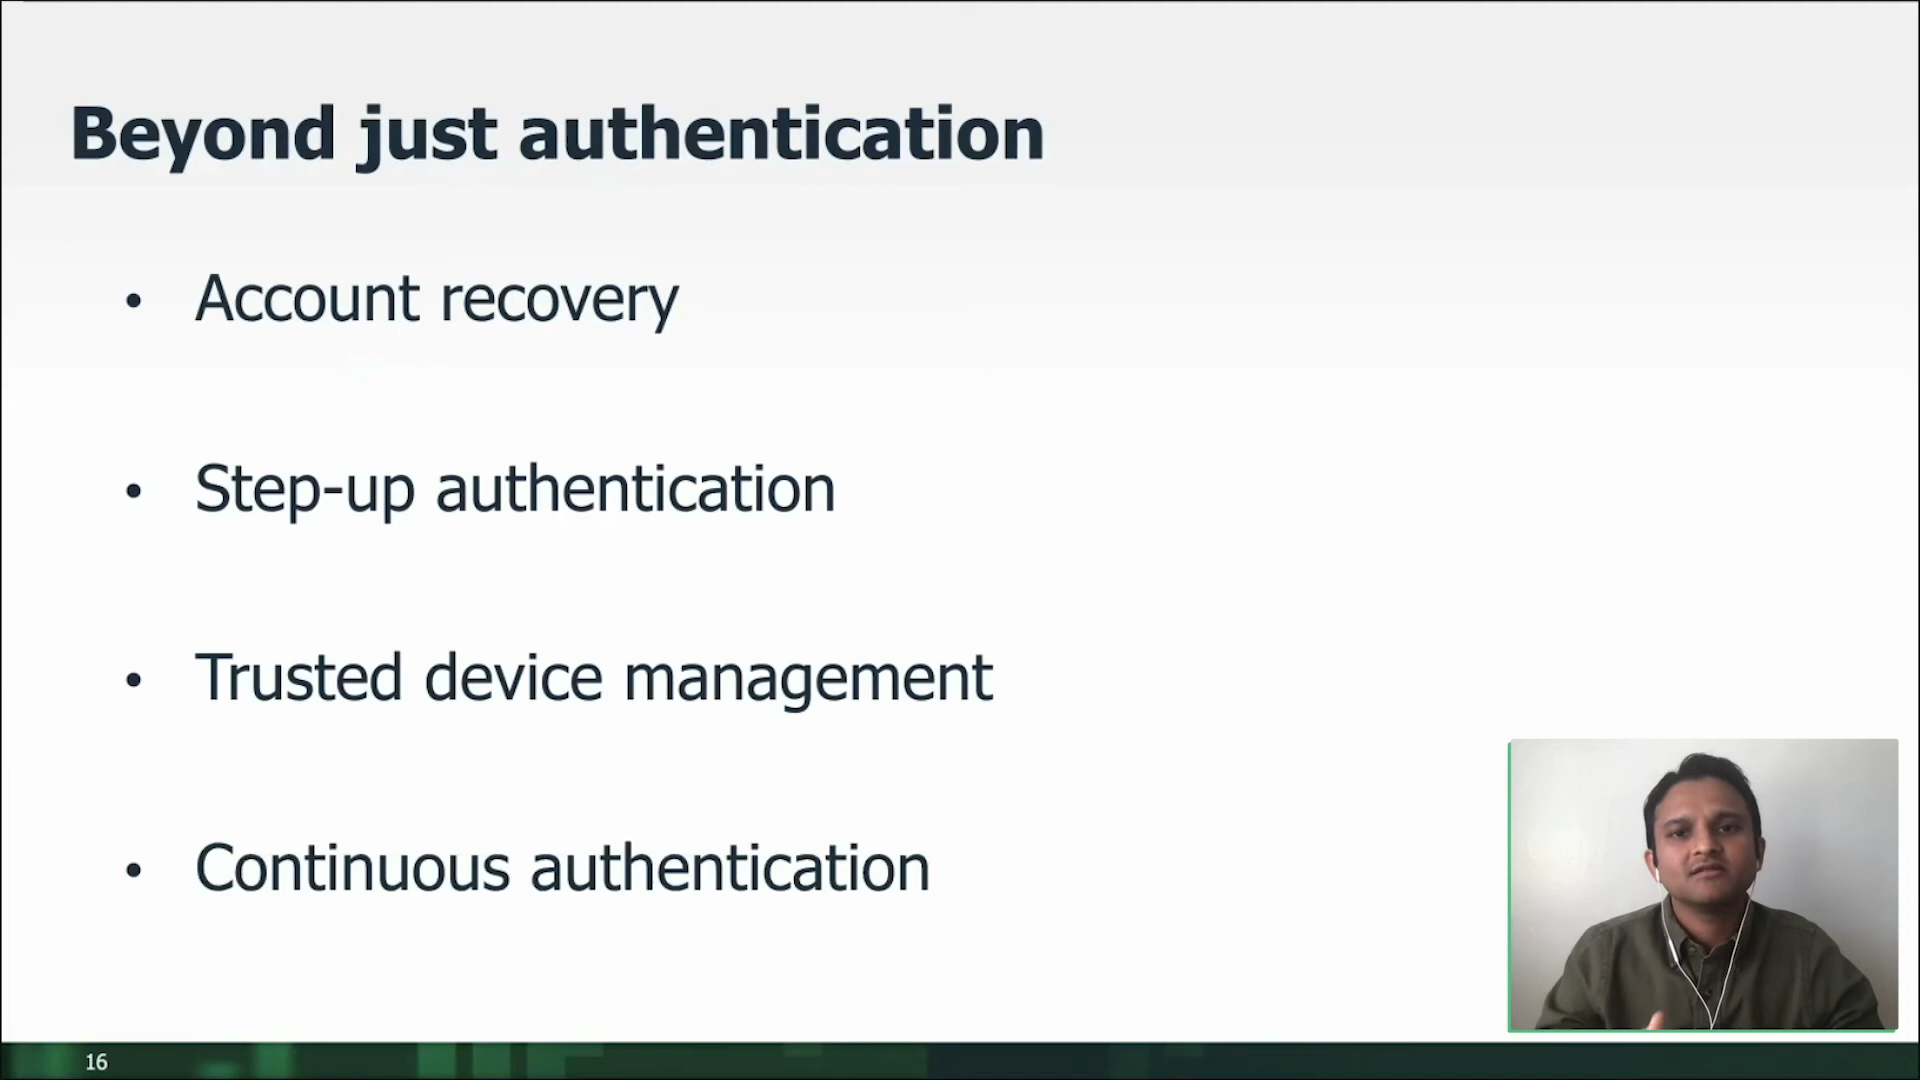 Beyond just authentication
• Account recovery
• Step-up authentication
• Trusted device management
• Continuous authentication
16